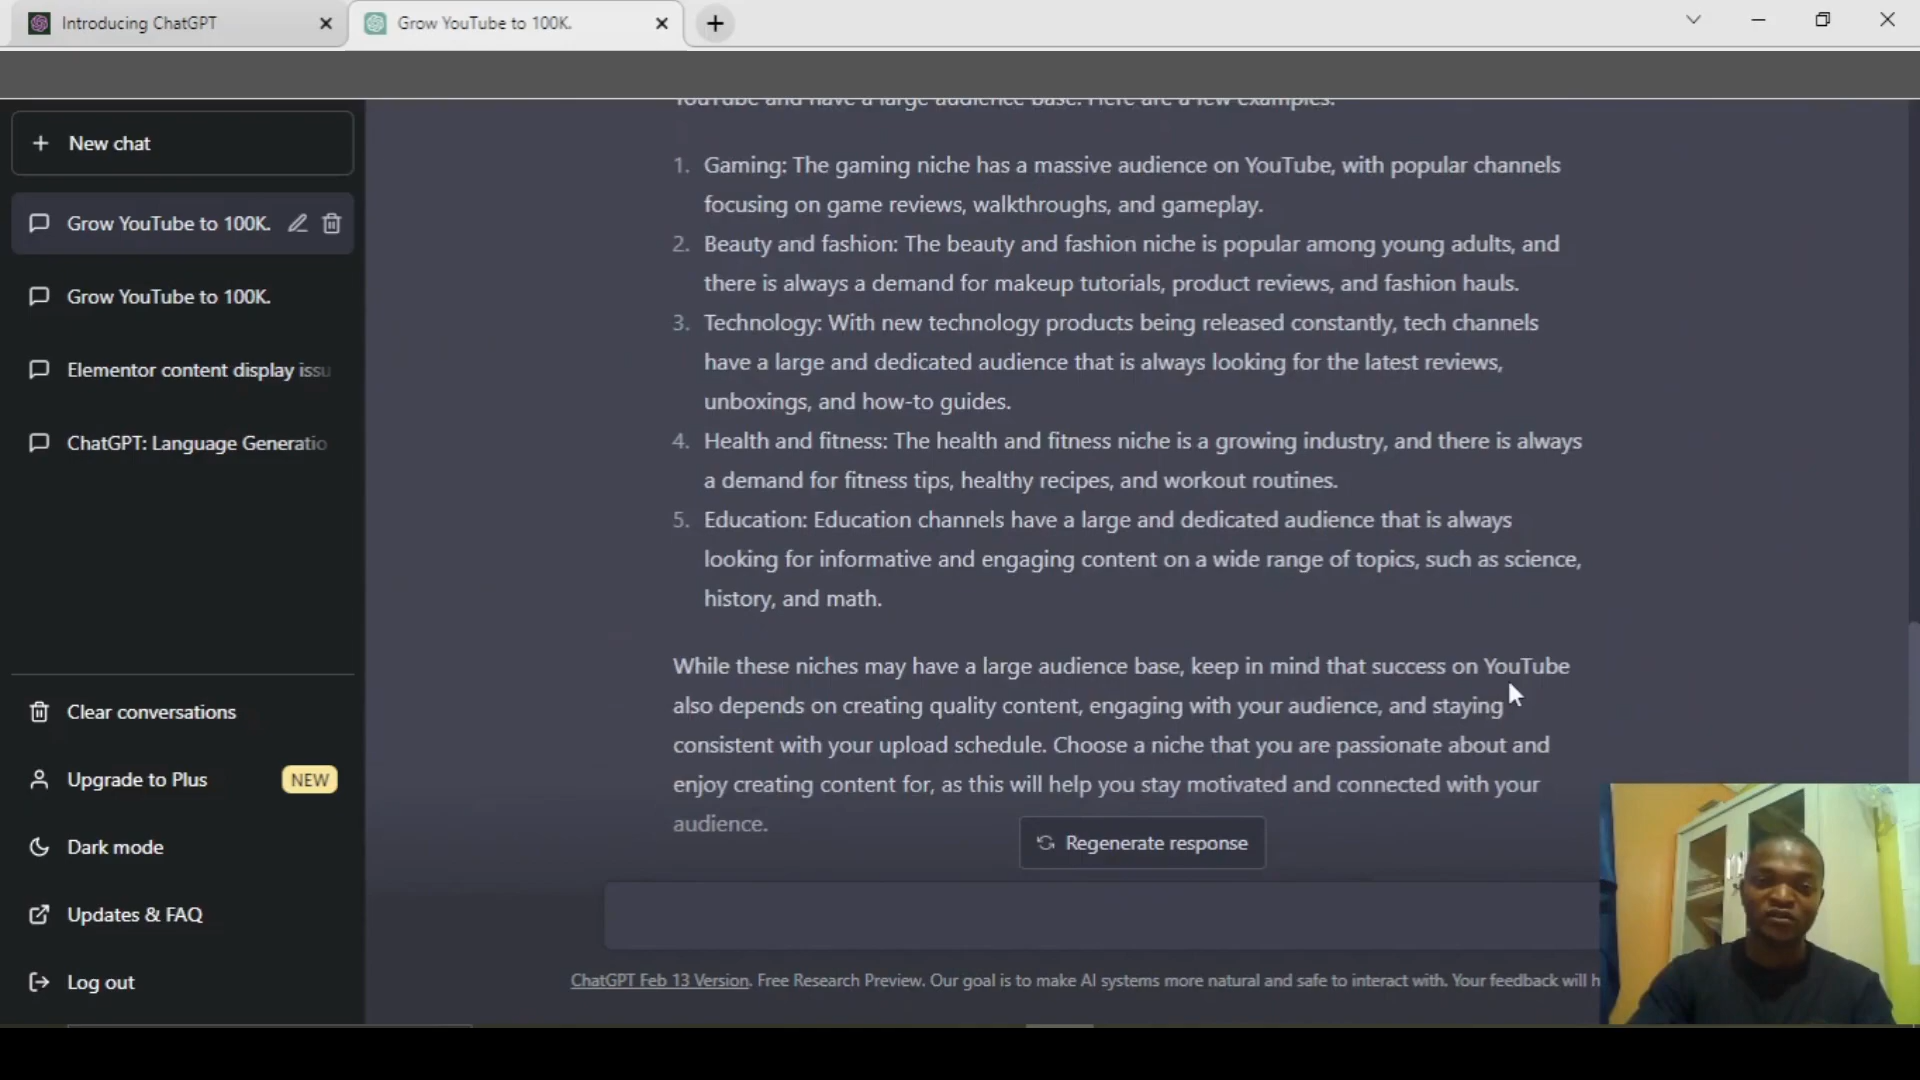 Introducing ChatGPT
Grow YouTube to 100K.
New chat
Grow YouTube to 100K.
Grow YouTube to 100K.
Elementor content display issu
ChatGPT: Language Generatio
Clear conversations
Upgrade to Plus NEW
Dark mode
Updates & FAQ
Log out
YouTube and have a large audience base. Here are a few examples:
1. Gaming: The gaming niche has a massive audience on YouTube, with popular channels
focusing on game reviews, walkthroughs, and gameplay.
2. Beauty and fashion: The beauty and fashion niche is popular among young adults, and
there is always a demand for makeup tutorials, product reviews, and fashion hauls.
3. Technology: With new technology products being released constantly, tech channels
have a large and dedicated audience that is always looking for the latest reviews,
unboxings, and how-to guides.
4. Health and fitness: The health and fitness niche is a growing industry, and there is always
a demand for fitness tips, healthy recipes, and workout routines.
5. Education: Education channels have a large and dedicated audience that is always
looking for informative and engaging content on a wide range of topics, such as science,
history, and math.
While these niches may have a large audience base, keep in mind that success on YouTube
also depends on creating quality content, engaging with your audience, and staying
consistent with your upload schedule. Choose a niche that you are passionate about and
enjoy creating content for, as this will help you stay motivated and connected with your
audience.
Regenerate response
ChatGPT Feb 13 Version. Free Research Preview. Our goal is to make AI systems more natural and safe to interact with. Your feedback will h